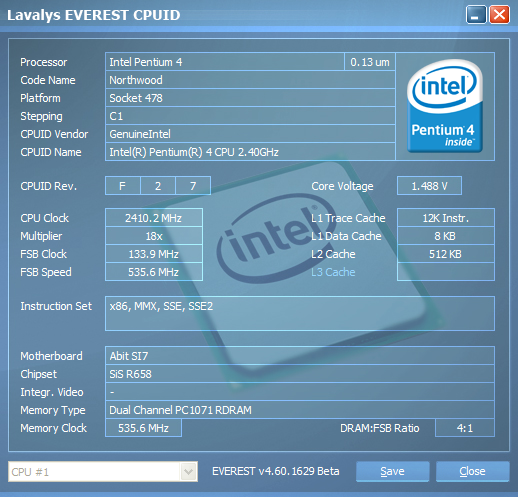 Lavalys EVEREST CPUID
Processor Intel Pentium 4 0.13 um
Code Name Northwood
Platform Socket 478
Stepping C1
CPUID Vendor GenuineIntel
CPUID Name Intel(R) Pentium(R) 4 CPU 2.40GHz
intel
Pentium 4
inside™
CPUID Rev. F 2 7 Core Voltage 1.488 V
CPU Clock 2410.2 MHz L1 Trace Cache 12K Instr.
Multiplier 18x L1 Data Cache 8 KB
FSB Clock 133.9 MHz L2 Cache 512 KB
FSB Speed 535.6 MHz L3 Cache
intel
Instruction Set x86, MMX, SSE, SSE2
Motherboard Abit SI7
Chipset SiS R658
Integr. Video -
Memory Type Dual Channel PC1071 RDRAM
Memory Clock 535.6 MHz DRAM:FSB Ratio 4:1
CPU #1 EVEREST v4.60.1629 Beta Save Close